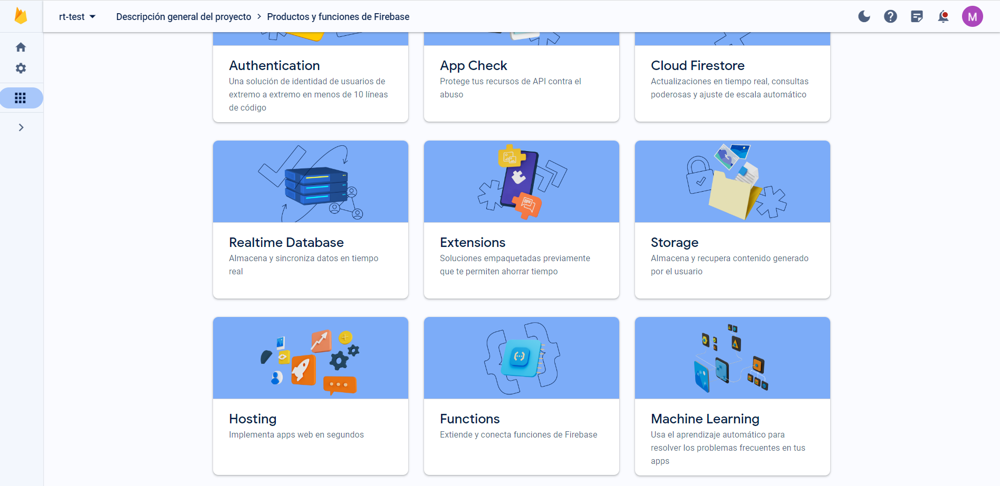 rt-test
Descripción general del proyecto > Productos y funciones de Firebase
M
Authentication
Una solución de identidad de usuarios de
extremo a extremo en menos de 10 líneas
de código
App Check
Protege tus recursos de API contra el
abuso
Cloud Firestore
Actualizaciones en tiempo real, consultas
poderosas y ajuste de escala automático
Realtime Database
Almacena y sincroniza datos en tiempo
real
Extensions
Soluciones empaquetadas previamente
que te permiten ahorrar tiempo
Storage
Almacena y recupera contenido generado
por el usuario
Hosting
Implementa apps web en segundos
Functions
Extiende y conecta funciones de Firebase
Machine Learning
Usa el aprendizaje automático para
resolver los problemas frecuentes en tus
apps